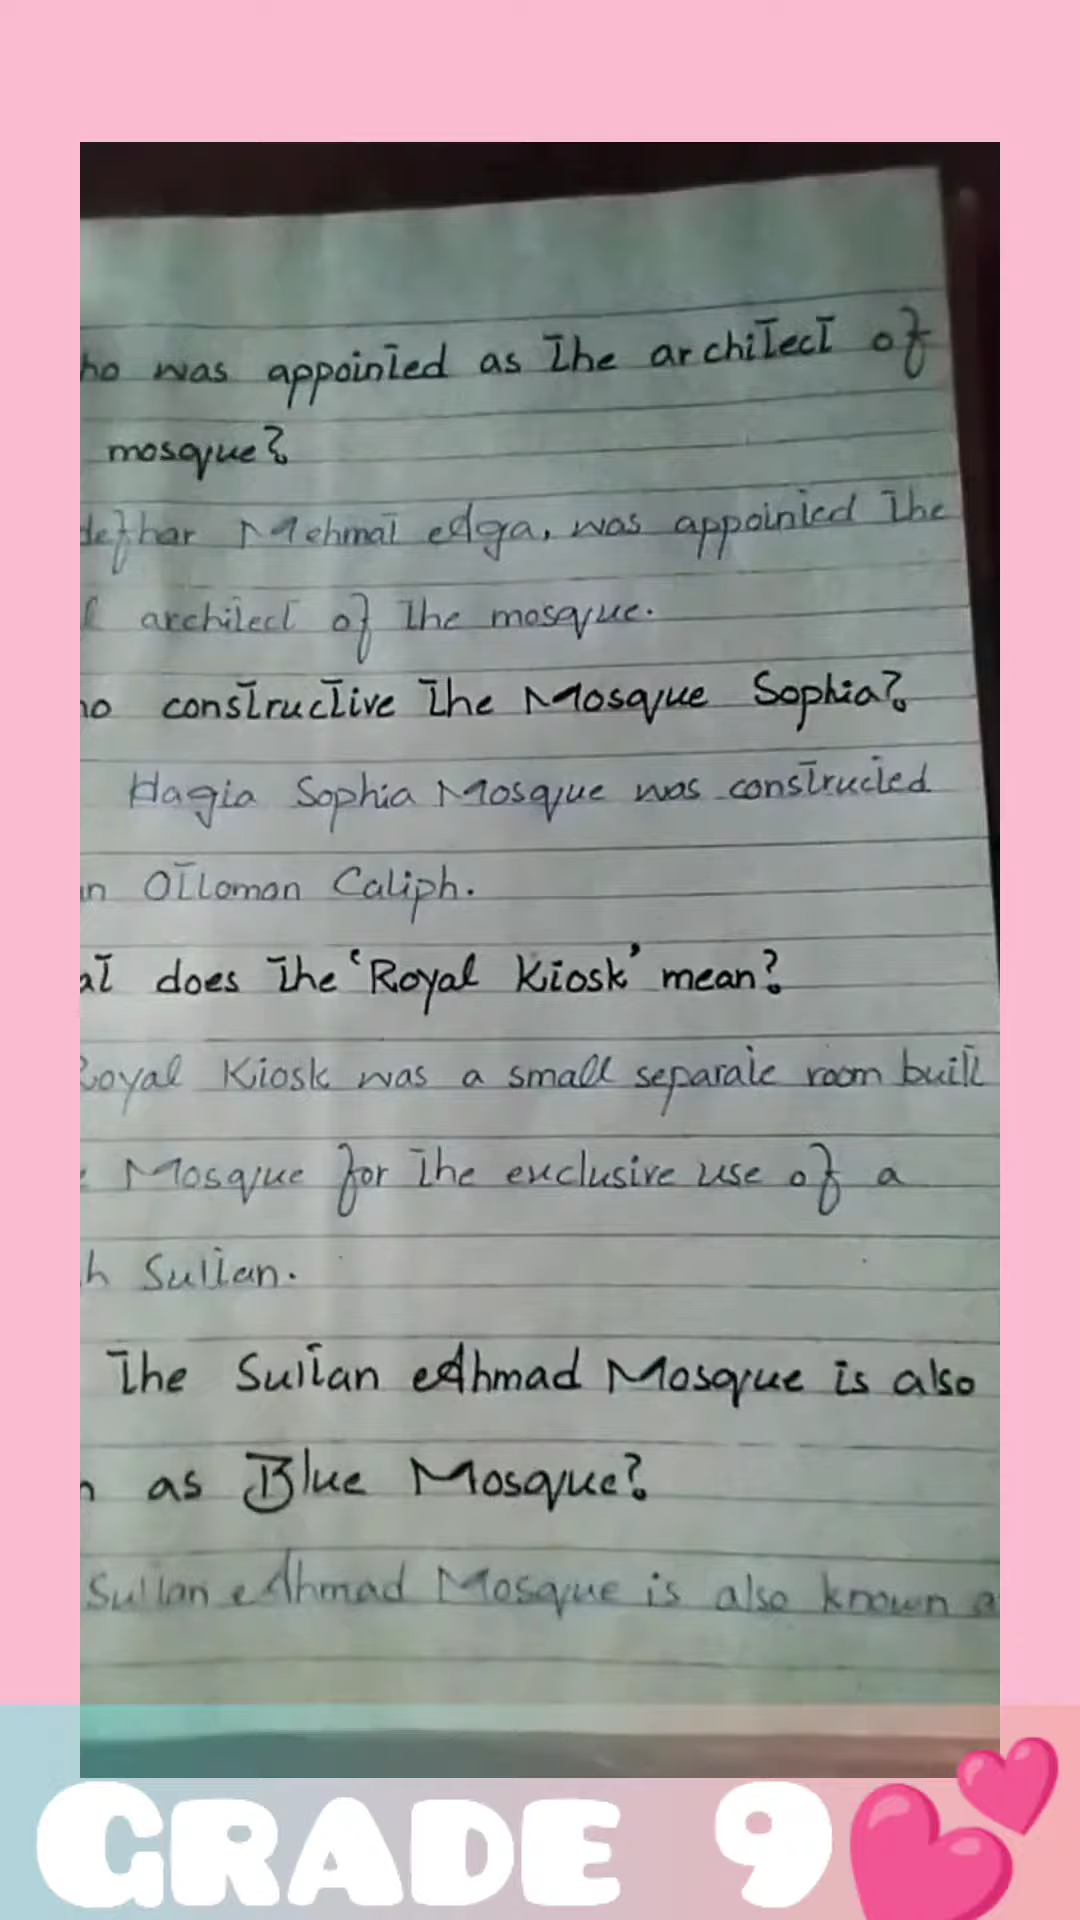 ho was appointed as the architect of
mosque?
defhar Mehmat Aga, was appointed the
architect of the mosque.
ho constructive the Mosque Sophia?
Hagia Sophia Mosque was constructed
an Ottoman Caliph.
at does the 'Royal Kiosk' mean?
Royal Kiosk was a small separate room built
Mosque for the exclusive use of a
h Sultan.
the Sultan Ahmad Mosque is also
n as Blue Mosque?
Sultan Ahmad Mosque is also known a
GRADE 9